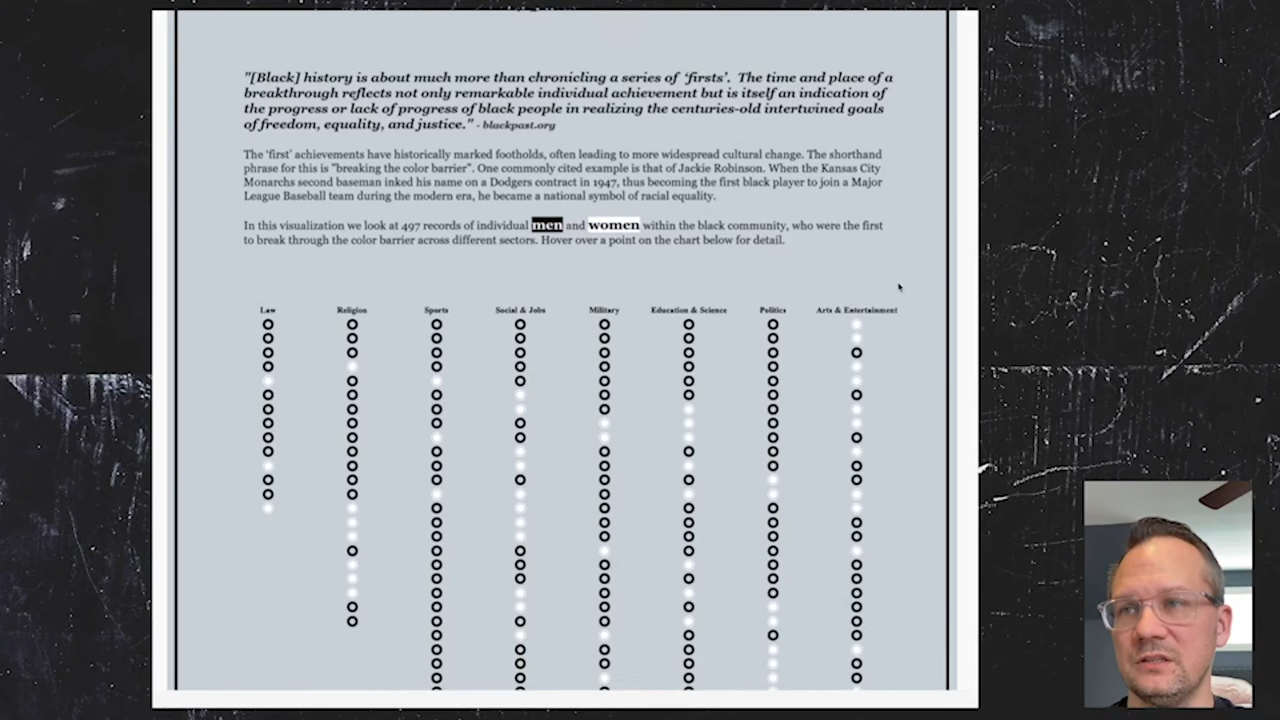 "[Black] history is about much more than chronicling a series of 'firsts'. The time and place of a
breakthrough reflects not only remarkable individual achievement but is itself an indication of
the progress or lack of progress of black people in realizing the centuries-old intertwined goals
of freedom, equality, and justice." - blackpast.org
The 'first' achievements have historically marked footholds, often leading to more widespread cultural change. The shorthand
phrase for this is "breaking the color barrier". One commonly cited example is that of Jackie Robinson. When the Kansas City
Monarchs second baseman inked his name on a Dodgers contract in 1947, thus becoming the first black player to join a Major
League Baseball team during the modern era, he became a national symbol of racial equality.
In this visualization we look at 497 records of individual men and women within the black community, who were the first
to break through the color barrier across different sectors. Hover over a point on the chart below for detail.
Law Religion Sports Social & Jobs Military Education & Science Politics Arts & Entertainment